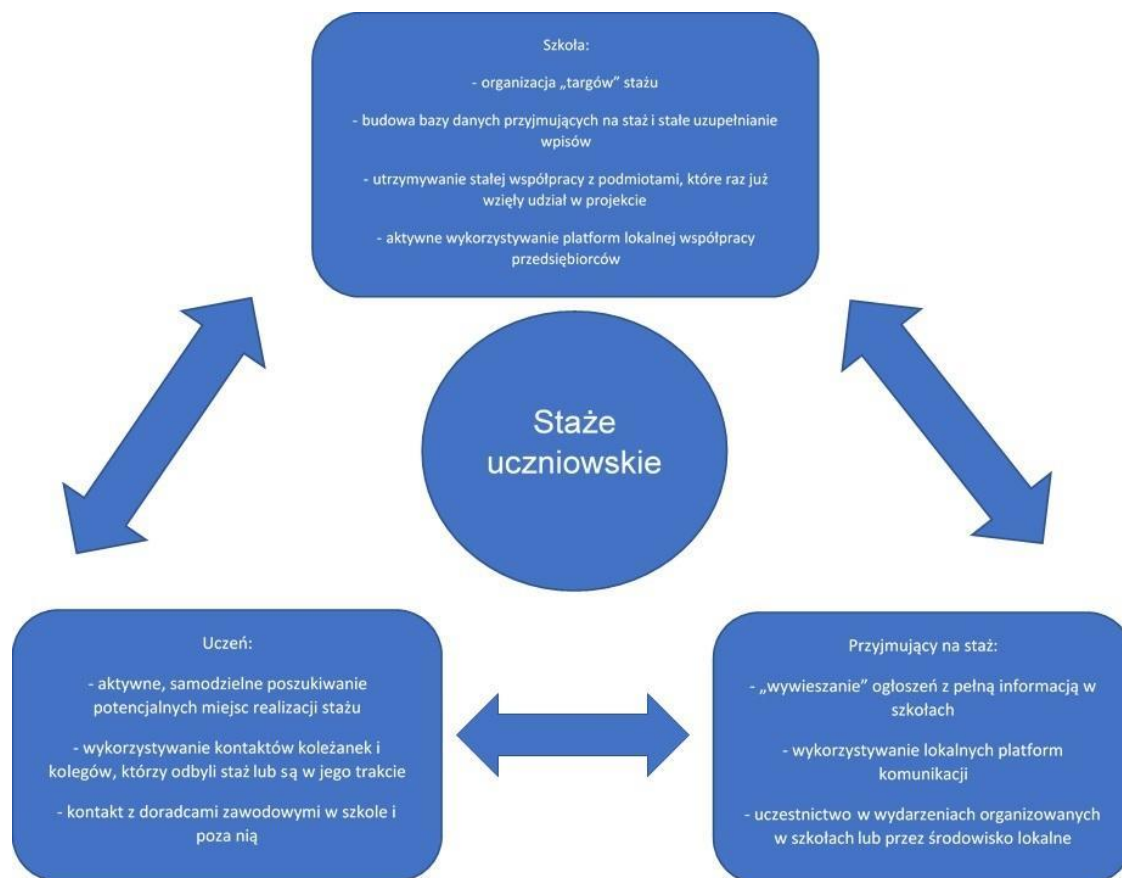 Szkoła:
- organizacja „targów” stażu
- budowa bazy danych przyjmujących na staż i stałe uzupełnianie
wpisów
- utrzymywanie stałej współpracy z podmiotami, które raz już
wzięły udział w projekcie
- aktywne wykorzystywanie platform lokalnej współpracy
przedsiębiorców
Staże
uczniowskie
Uczeń:
- aktywne, samodzielne poszukiwanie
potencjalnych miejsc realizacji stażu
- wykorzystywanie kontaktów koleżanek i
kolegów, którzy odbyli staż lub są w jego trakcie
- kontakt z doradcami zawodowymi w szkole i
poza nią
Przyjmujący na staż:
- „wywieszanie” ogłoszeń z pełną informacją w
szkołach
- wykorzystywanie lokalnych platform
komunikacji
- uczestnictwo w wydarzeniach organizowanych
w szkołach lub przez środowisko lokalne